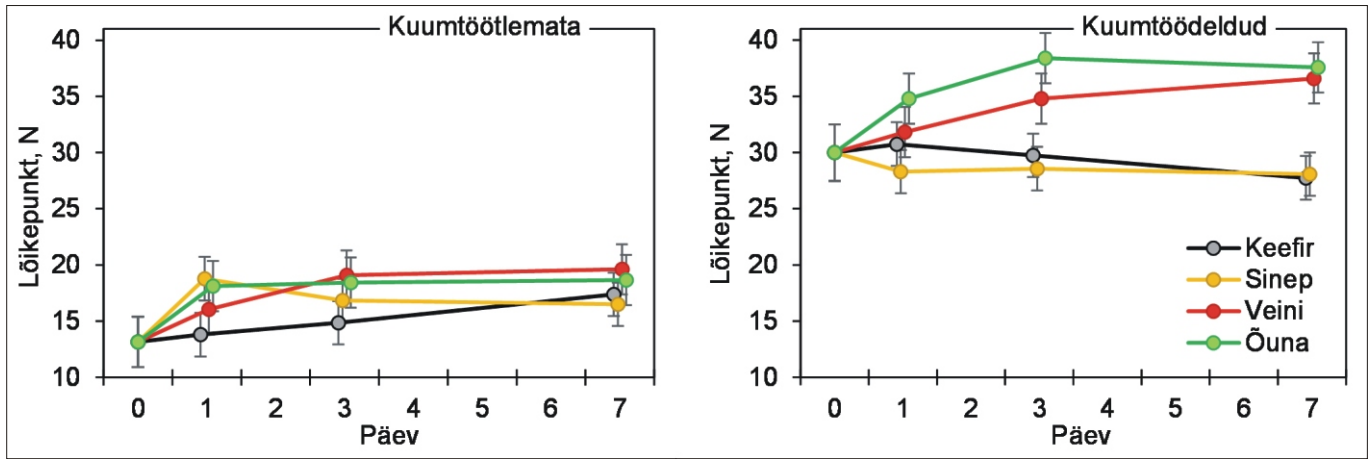 Kuumtöötlemata
40
35
30
25
20
15
10
Lõikepunkt, N
0 1 2 3 4 5 6 7
Päev
Kuumtöödeldud
40
35
30
25
20
15
10
Lõikepunkt, N
Keefir
Sinep
Veini
Õuna
0 1 2 3 4 5 6 7
Päev